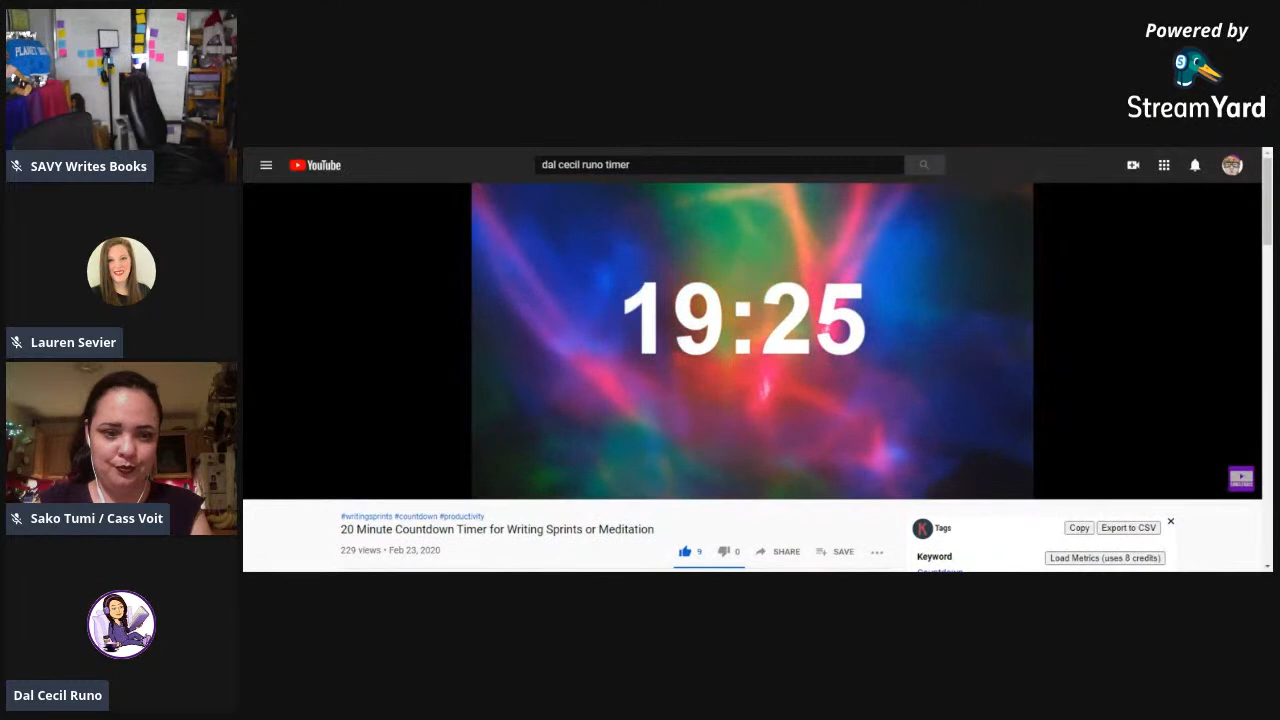 PLANET
SAVY Writes Books
Lauren Sevier
Sako Tumi / Cass Voit
Dal Cecil Runo
Powered by
StreamYard
YouTube
dal cecil runo timer
19:25
#writingsprints #countdown #productivity
20 Minute Countdown Timer for Writing Sprints or Meditation
229 views • Feb 23, 2020
9
0
SHARE
SAVE
K
Tags
Copy
Export to CSV
Keyword
Load Metrics (uses 8 credits)
Countdown